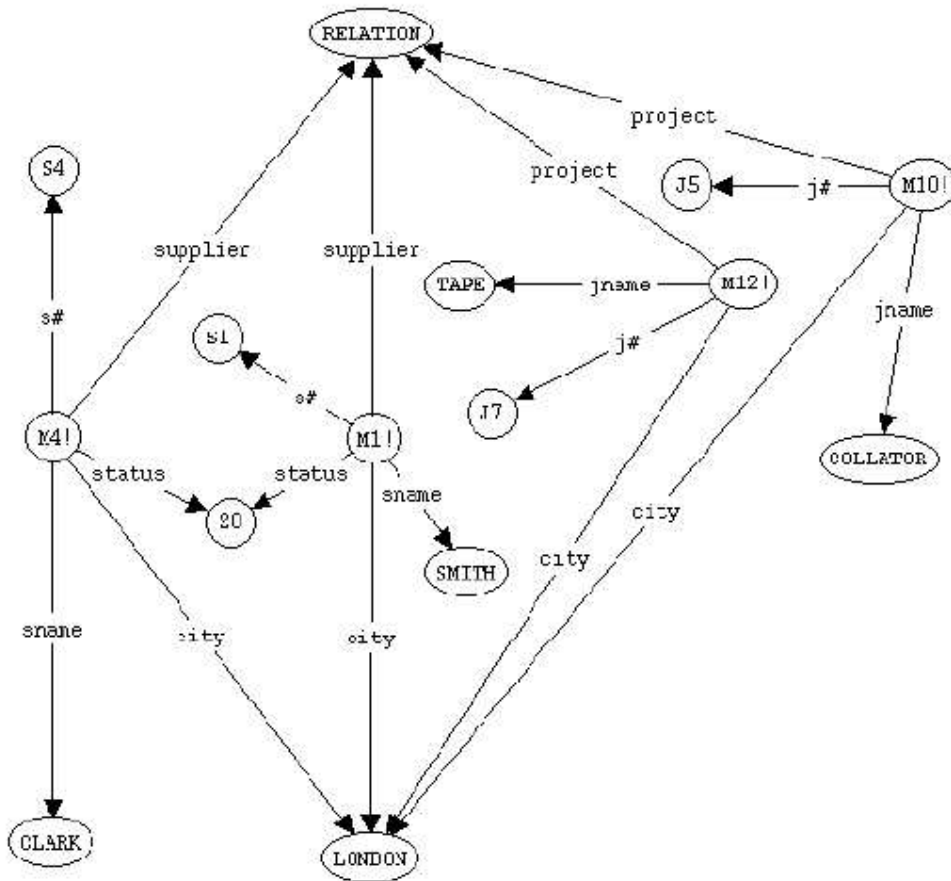 RELATION
project
S4
J5
j#
M10!
project
supplier
supplier
TAPE
jname
M12!
jname
s#
s1
j#
s#
J7
M4!
M1!
COLLATOR
status
status
sname
20
city
city
SMITH
sname
city
city
CLARK
LONDON